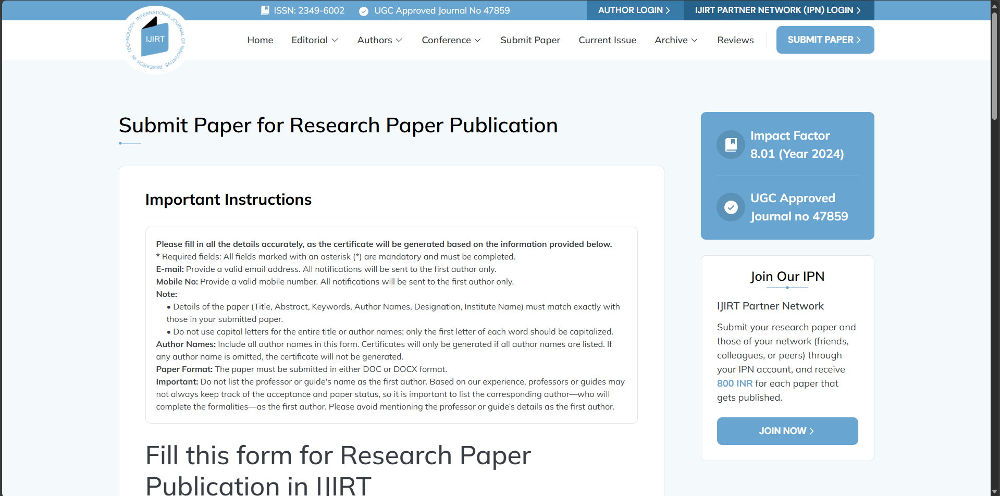 ISSN: 2349-6002 UGC Approved Journal No 47859 AUTHOR LOGIN IJIRT PARTNER NETWORK (IPN) LOGIN
INTERNATIONAL JOURNAL OF INNOVATIVE RESEARCH IN TECHNOLOGY
IJIRT
Home Editorial Authors Conference Submit Paper Current Issue Archive Reviews SUBMIT PAPER
Submit Paper for Research Paper Publication
Important Instructions
Please fill in all the details accurately, as the certificate will be generated based on the information provided below.
* Required fields: All fields marked with an asterisk (*) are mandatory and must be completed.
E-mail: Provide a valid email address. All notifications will be sent to the first author only.
Mobile No: Provide a valid mobile number. All notifications will be sent to the first author only.
Note:
• Details of the paper (Title, Abstract, Keywords, Author Names, Designation, Institute Name) must match exactly with
those in your submitted paper.
• Do not use capital letters for the entire title or author names; only the first letter of each word should be capitalized.
Author Names: Include all author names in this form. Certificates will only be generated if all author names are listed. If
any author name is omitted, the certificate will not be generated.
Paper Format: The paper must be submitted in either DOC or DOCX format.
Important: Do not list the professor or guide's name as the first author. Based on our experience, professors or guides may
not always keep track of the acceptance and paper status, so it is important to list the corresponding author—who will
complete the formalities—as the first author. Please avoid mentioning the professor or guide’s details as the first author.
Fill this form for Research Paper
Publication in IJIRT
Impact Factor
8.01 (Year 2024)
UGC Approved
Journal no 47859
Join Our IPN
IJIRT Partner Network
Submit your research paper and
those of your network (friends,
colleagues, or peers) through
your IPN account, and receive
800 INR for each paper that
gets published.
JOIN NOW